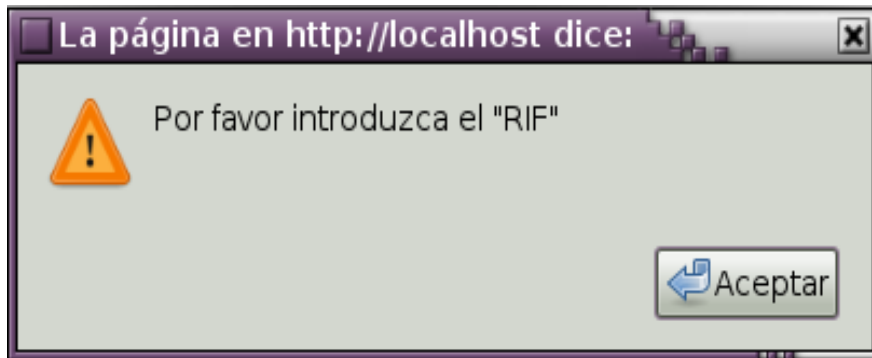 La página en http://localhost dice:
Por favor introduzca el "RIF"
Aceptar